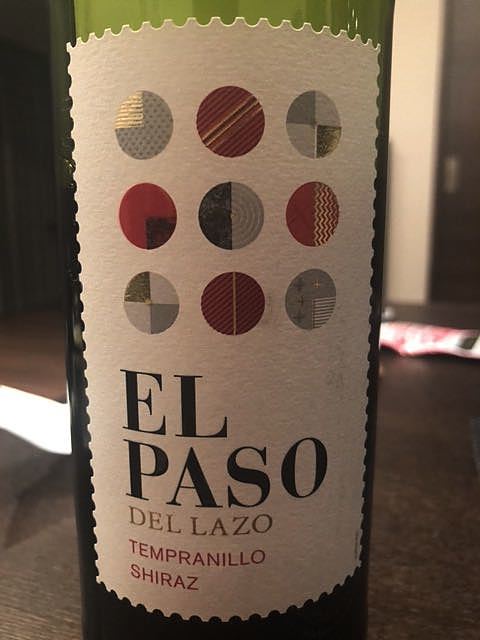 EL
PASO
DEL LAZO
TEMPRANILLO
SHIRAZ